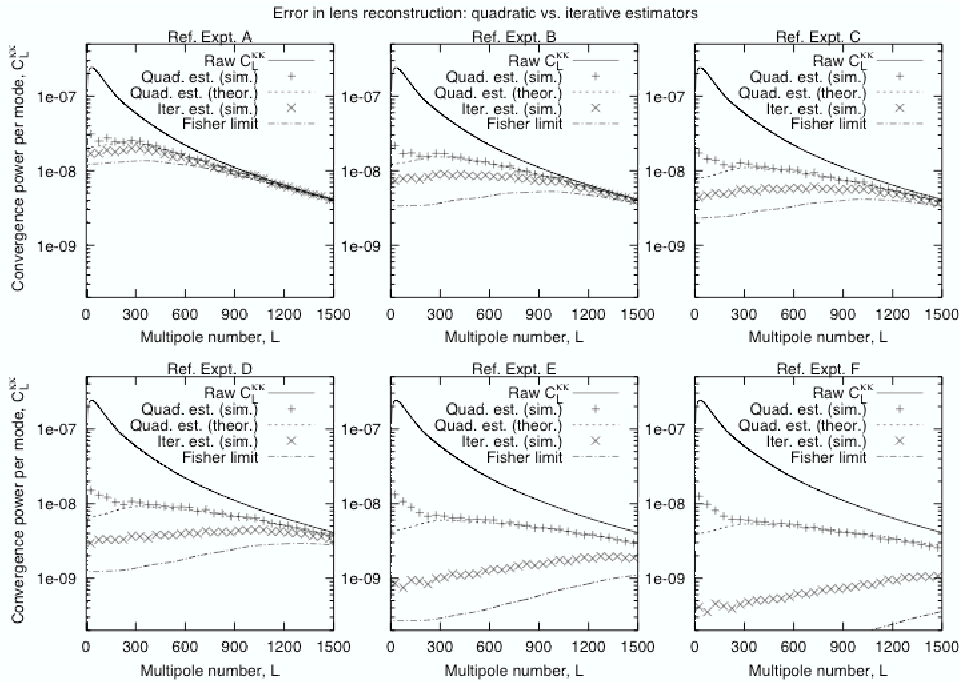 Error in lens reconstruction: quadratic vs. iterative estimators
Ref. Expt. A
Convergence power per mode, C_L^κκ
1e-07
1e-08
1e-09
Raw C_L^κκ
Quad. est. (sim.)
Quad. est. (theor.)
Iter. est. (sim.)
Fisher limit
0 300 600 900 1200 1500
Multipole number, L
Ref. Expt. B
1e-07
1e-08
1e-09
Raw C_L^κκ
Quad. est. (sim.)
Quad. est. (theor.)
Iter. est. (sim.)
Fisher limit
0 300 600 900 1200 1500
Multipole number, L
Ref. Expt. C
1e-07
1e-08
1e-09
Raw C_L^κκ
Quad. est. (sim.)
Quad. est. (theor.)
Iter. est. (sim.)
Fisher limit
0 300 600 900 1200 1500
Multipole number, L
Ref. Expt. D
Convergence power per mode, C_L^κκ
1e-07
1e-08
1e-09
Raw C_L^κκ
Quad. est. (sim.)
Quad. est. (theor.)
Iter. est. (sim.)
Fisher limit
0 300 600 900 1200 1500
Multipole number, L
Ref. Expt. E
1e-07
1e-08
1e-09
Raw C_L^κκ
Quad. est. (sim.)
Quad. est. (theor.)
Iter. est. (sim.)
Fisher limit
0 300 600 900 1200 1500
Multipole number, L
Ref. Expt. F
1e-07
1e-08
1e-09
Raw C_L^κκ
Quad. est. (sim.)
Quad. est. (theor.)
Iter. est. (sim.)
Fisher limit
0 300 600 900 1200 1500
Multipole number, L